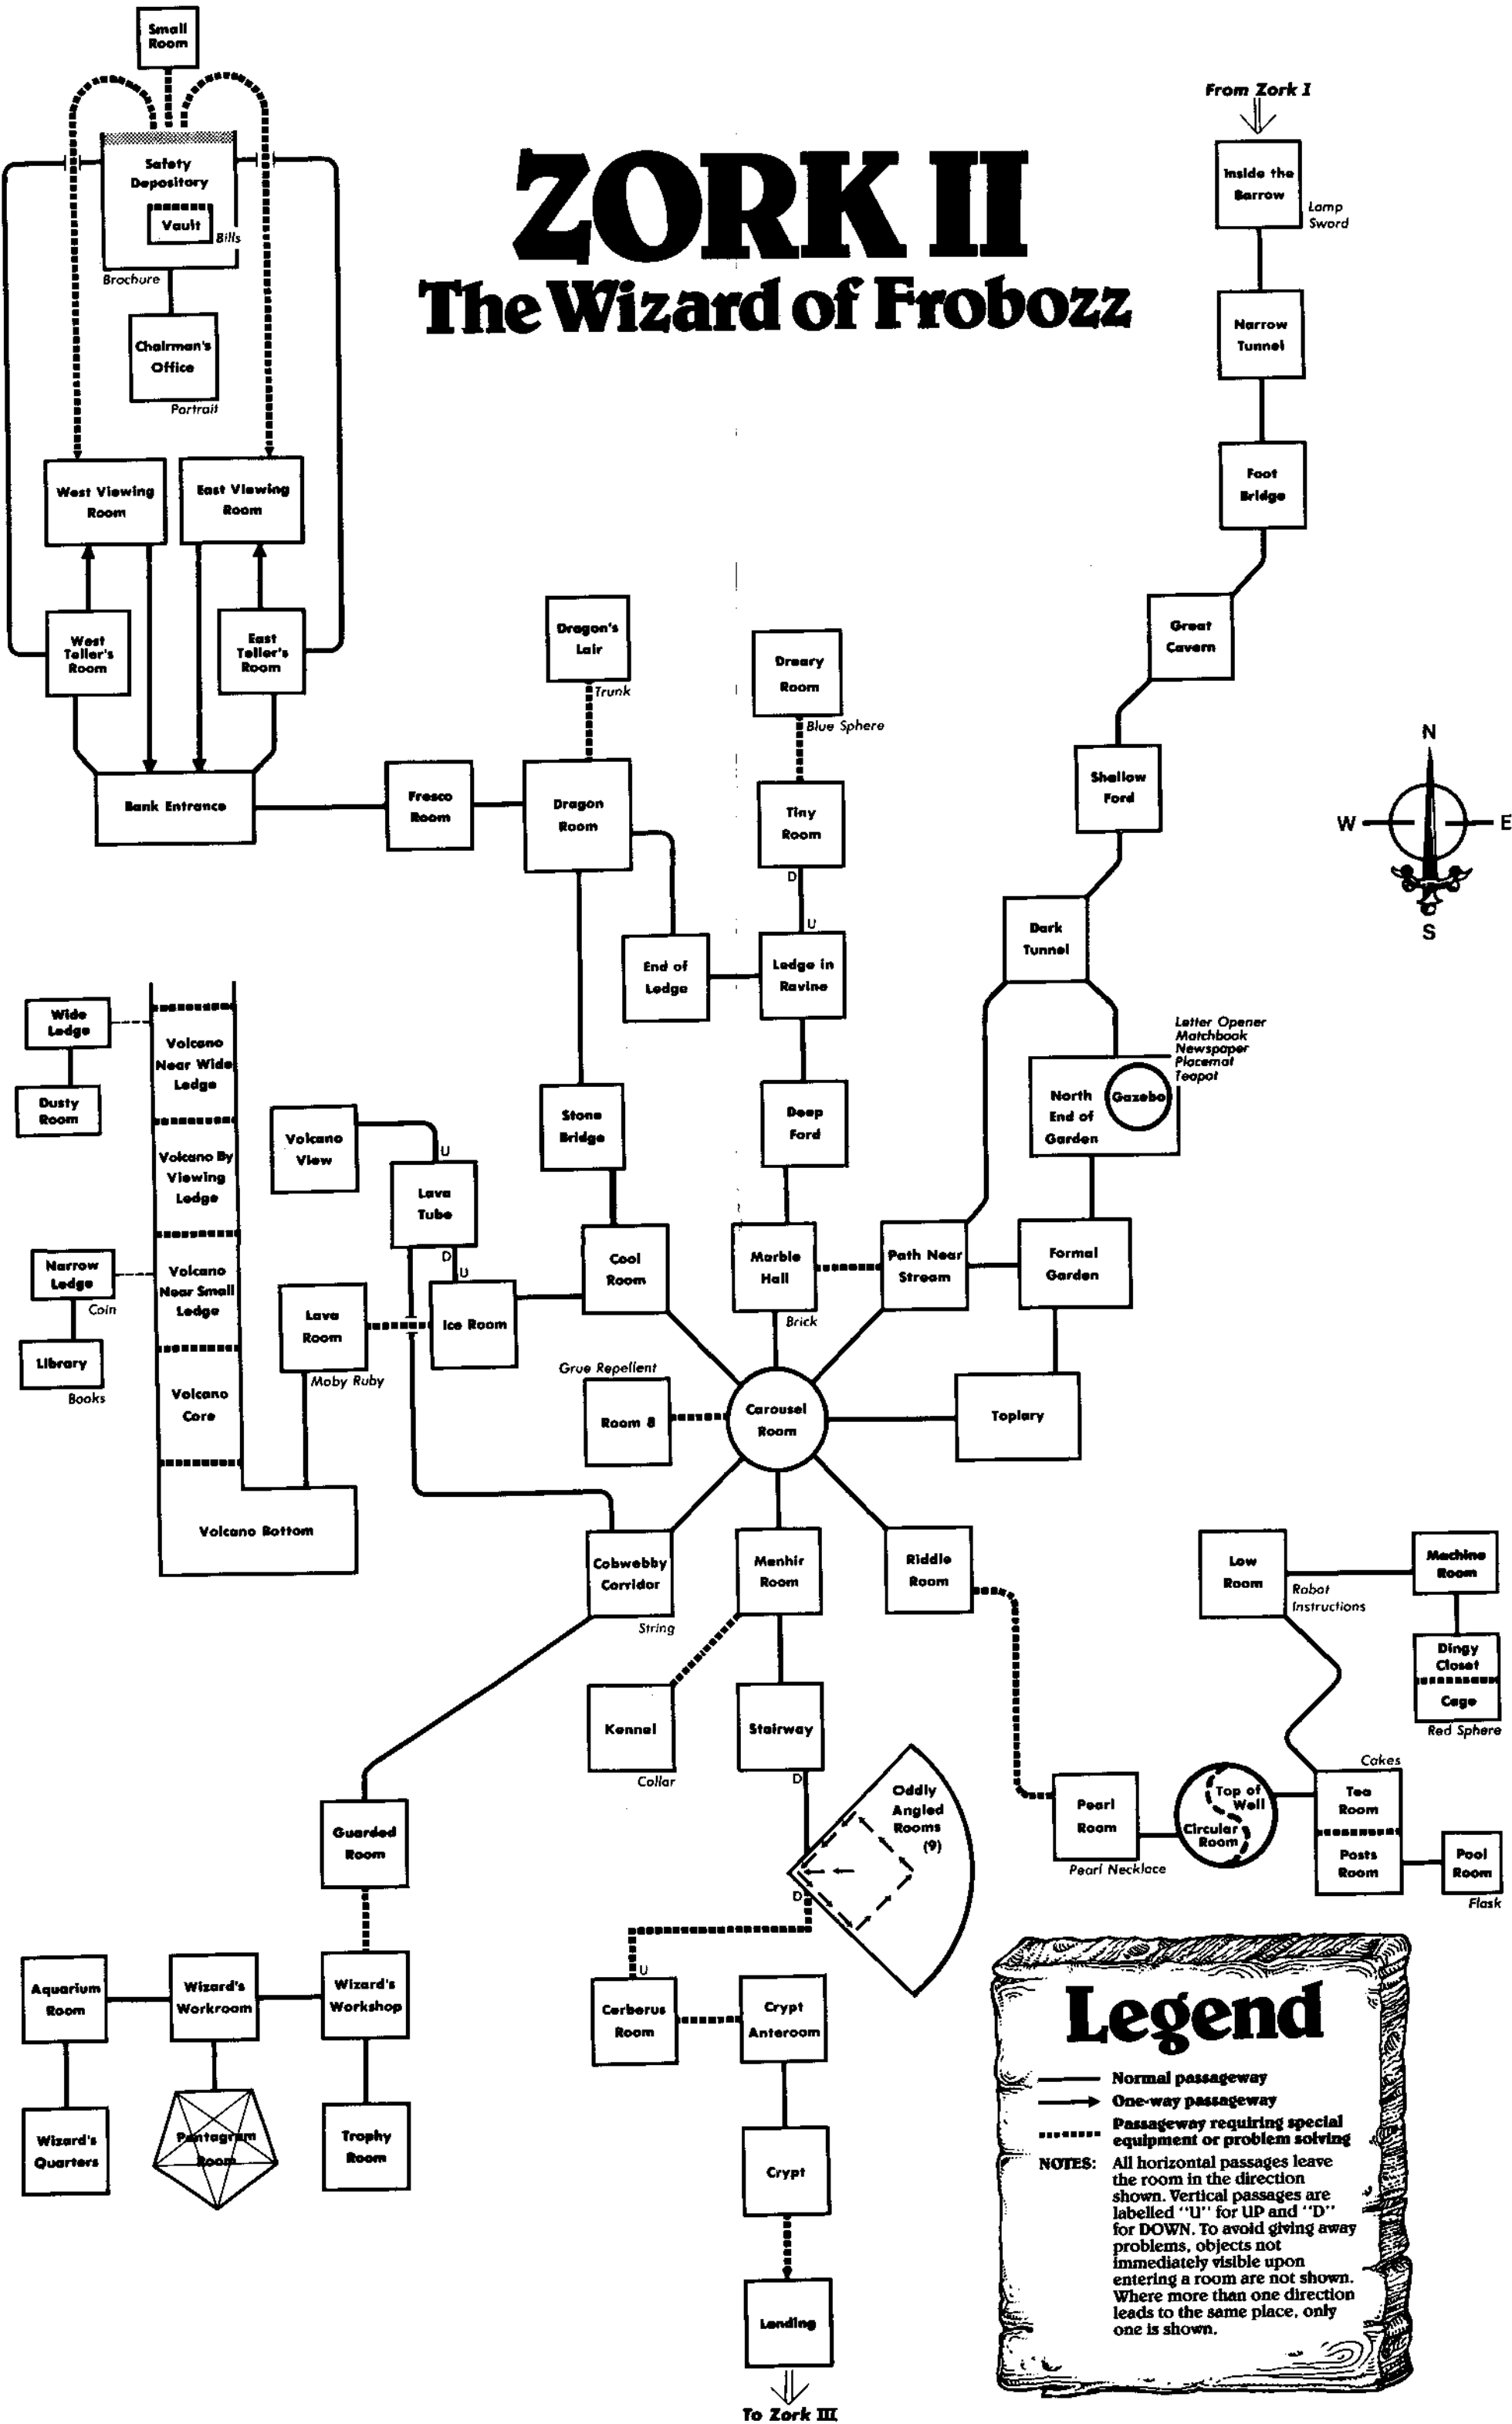 ZORK II
The Wizard of Frobozz
Small
Room
Safety
Depository
Vault
Bills
Brochure
Chairman's
Office
Portrait
West Viewing
Room
East Viewing
Room
West
Teller's
Room
East
Teller's
Room
Bank Entrance
Fresco
Room
Dragon's
Lair
Trunk
Dragon
Room
Dreary
Room
Blue Sphere
Tiny
Room
D
U
End of
Ledge
Ledge in
Ravine
From Zork I
Inside the
Barrow
Lamp
Sword
Narrow
Tunnel
Foot
Bridge
Great
Cavern
Shallow
Ford
Dark
Tunnel
N
W
E
S
Letter Opener
Matchbook
Newspaper
Placemat
Teapot
Gazebo
North
End of
Garden
Wide
Ledge
Dusty
Room
Volcano
Near Wide
Ledge
Volcano By
Viewing
Ledge
Narrow
Ledge
Coin
Library
Books
Volcano
Near Small
Ledge
Volcano
Core
Volcano Bottom
Volcano
View
U
Lava
Tube
D
U
Lava
Room
Moby Ruby
Ice Room
Stone
Bridge
Cool
Room
Deep
Ford
Marble
Hall
Brick
Path Near
Stream
Formal
Garden
Grue Repellent
Room 8
Carousel
Room
Topiary
Cobwebby
Corridor
String
Menhir
Room
Riddle
Room
Kennel
Collar
Stairway
D
Oddly
Angled
Rooms
(9)
D
Low
Room
Robot
Instructions
Machine
Room
Dingy
Closet
Cage
Red Sphere
Pearl
Room
Pearl Necklace
Top of
Well
Circular
Room
Cakes
Tea
Room
Posts
Room
Pool
Room
Flask
Guarded
Room
Aquarium
Room
Wizard's
Workroom
Wizard's
Workshop
Wizard's
Quarters
Pentagram
Room
Trophy
Room
U
Cerberus
Room
Crypt
Anteroom
Crypt
Landing
To Zork III
Legend
Normal passageway
One-way passageway
Passageway requiring special
equipment or problem solving
NOTES: All horizontal passages leave
the room in the direction
shown. Vertical passages are
labelled "U" for UP and "D"
for DOWN. To avoid giving away
problems, objects not
immediately visible upon
entering a room are not shown.
Where more than one direction
leads to the same place, only
one is shown.